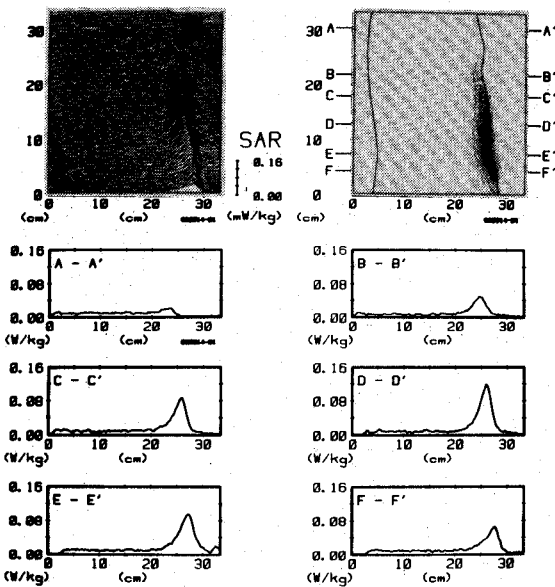 30
20
10
0
0 10 20 30
(cm) (cm)
SAR
0.16
0.00
(mW/kg)
30
20
10
0
0 10 20 30
(cm) (cm)
A A'
B B'
C C'
D D'
E E'
F F'
0.16
0.08
0.00
(W/kg)
A - A'
0 10 20 30
(cm)
0.16
0.08
0.00
(W/kg)
B - B'
0 10 20 30
(cm)
0.16
0.08
0.00
(W/kg)
C - C'
0 10 20 30
(cm)
0.16
0.08
0.00
(W/kg)
D - D'
0 10 20 30
(cm)
0.16
0.08
0.00
(W/kg)
E - E'
0 10 20 30
(cm)
0.16
0.08
0.00
(W/kg)
F - F'
0 10 20 30
(cm)